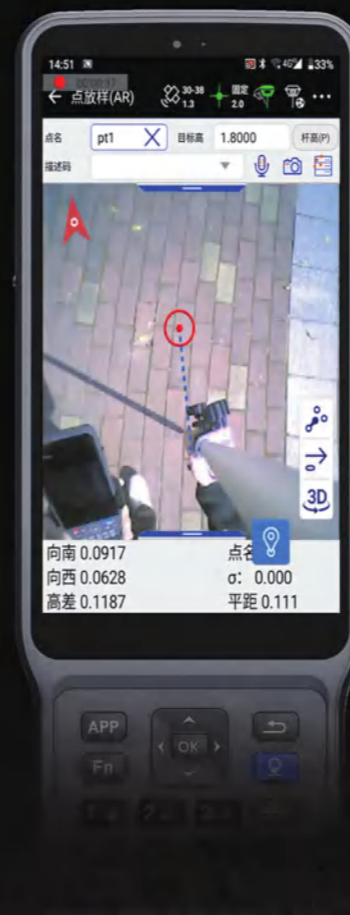 14:51 4G 33%
点放样(AR) 30-38 1.3 固定 2.0
点名 pt1 目标高 1.8000 杆高(P)
描述码
3D
向南 0.0917 点名
向西 0.0628 σ: 0.000
高差 0.1187 平距 0.111
APP
OK
Fn